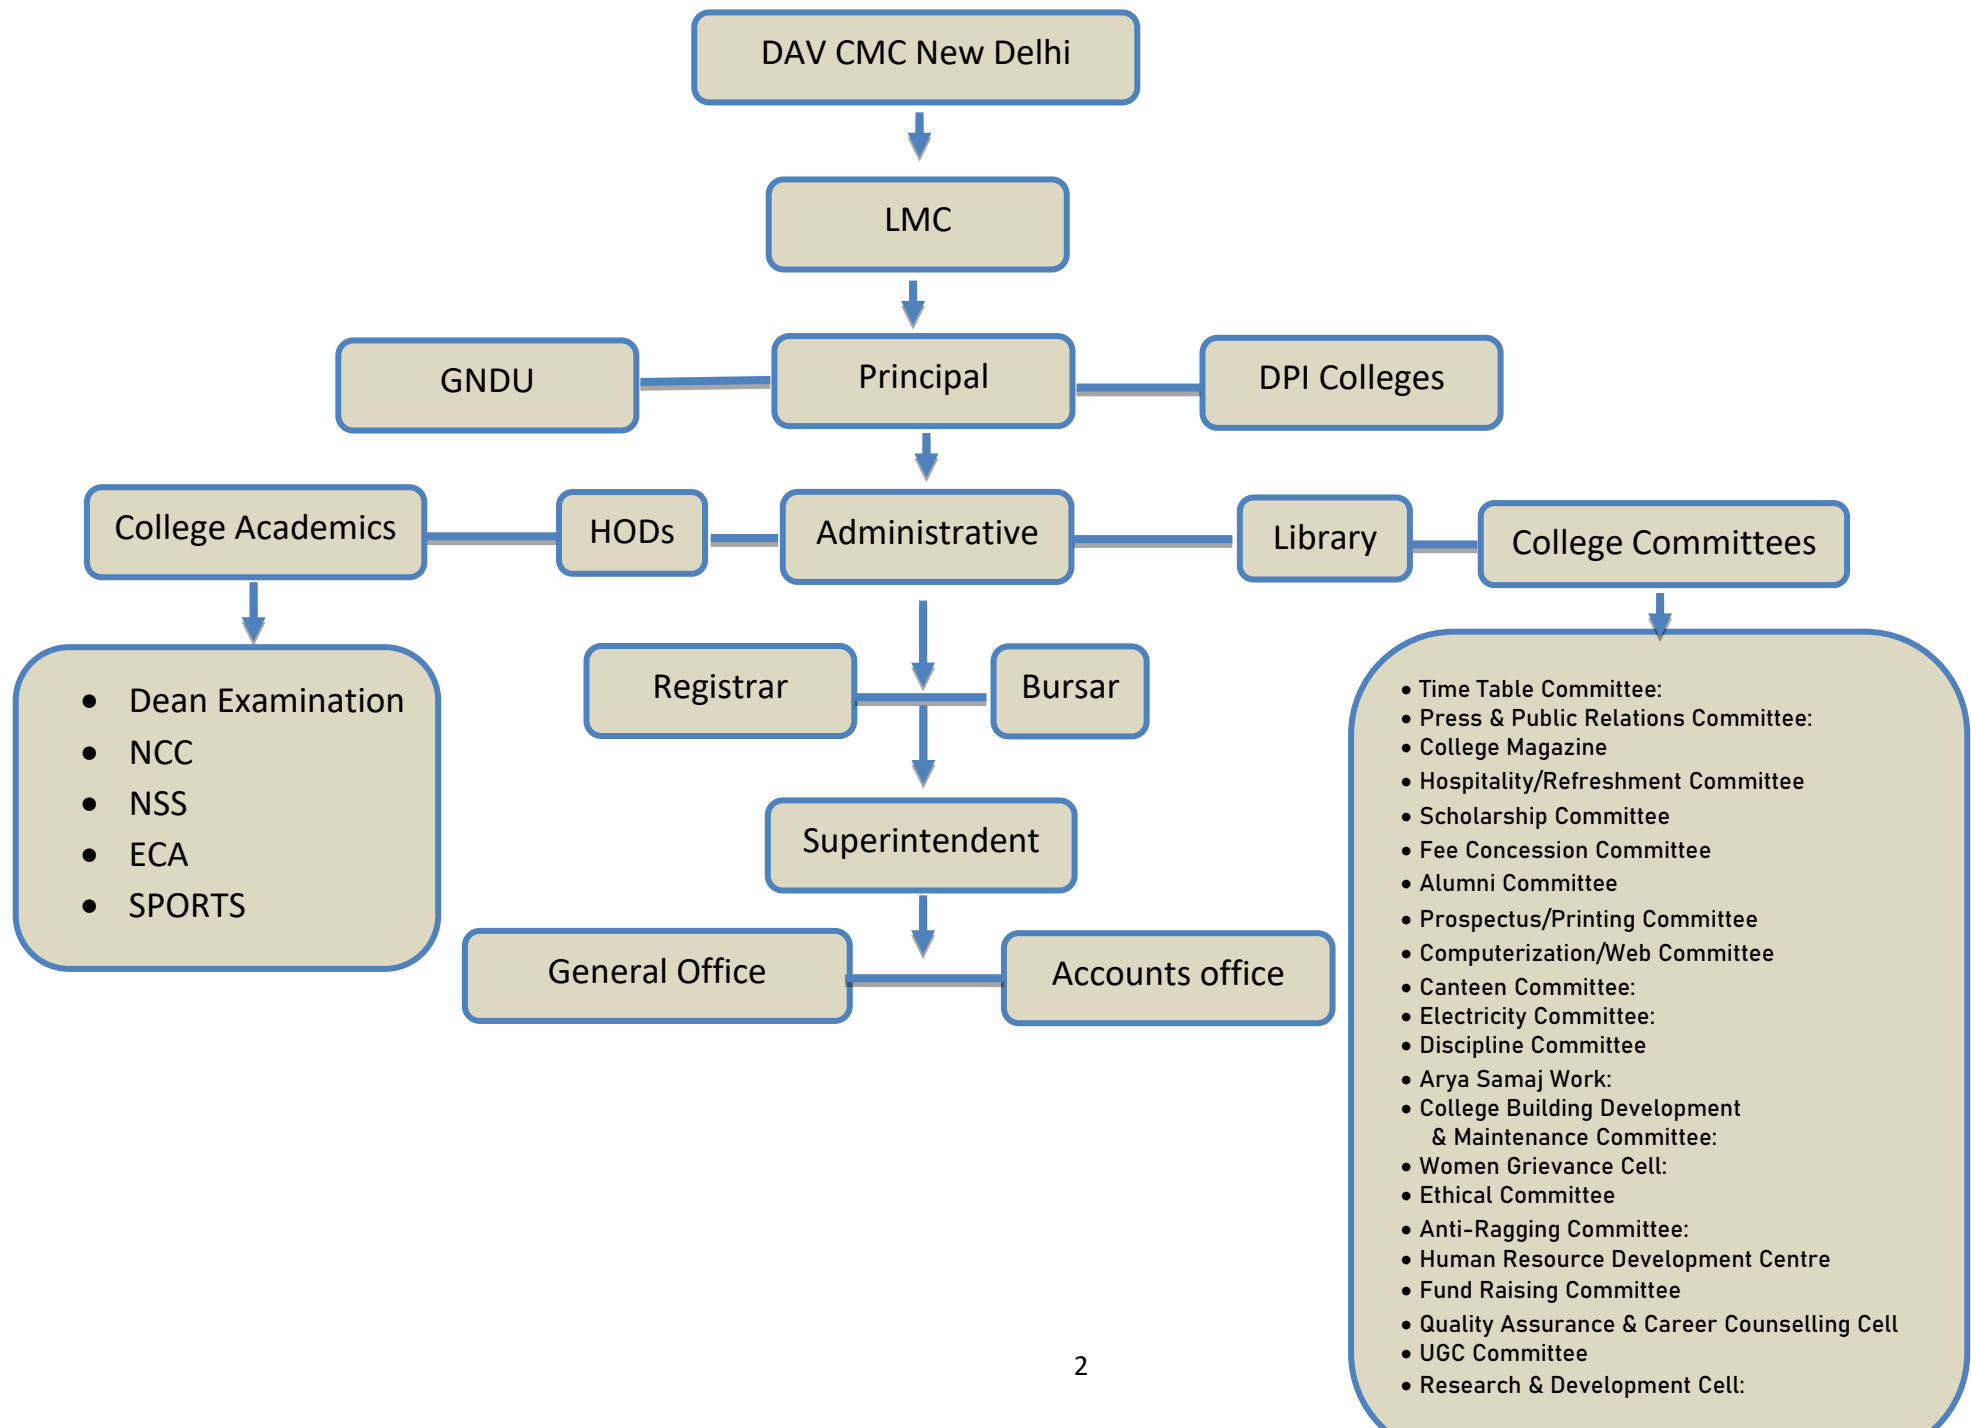 DAV CMC New Delhi
LMC
GNDU
Principal
DPI Colleges
College Academics
HODs
Administrative
Library
College Committees
• Dean Examination
• NCC
• NSS
• ECA
• SPORTS
Registrar
Bursar
Superintendent
General Office
Accounts office
• Time Table Committee:
• Press & Public Relations Committee:
• College Magazine
• Hospitality/Refreshment Committee
• Scholarship Committee
• Fee Concession Committee
• Alumni Committee
• Prospectus/Printing Committee
• Computerization/Web Committee
• Canteen Committee:
• Electricity Committee:
• Discipline Committee
• Arya Samaj Work:
• College Building Development
& Maintenance Committee:
• Women Grievance Cell:
• Ethical Committee
• Anti-Ragging Committee:
• Human Resource Development Centre
• Fund Raising Committee
• Quality Assurance & Career Counselling Cell
• UGC Committee
• Research & Development Cell:
2